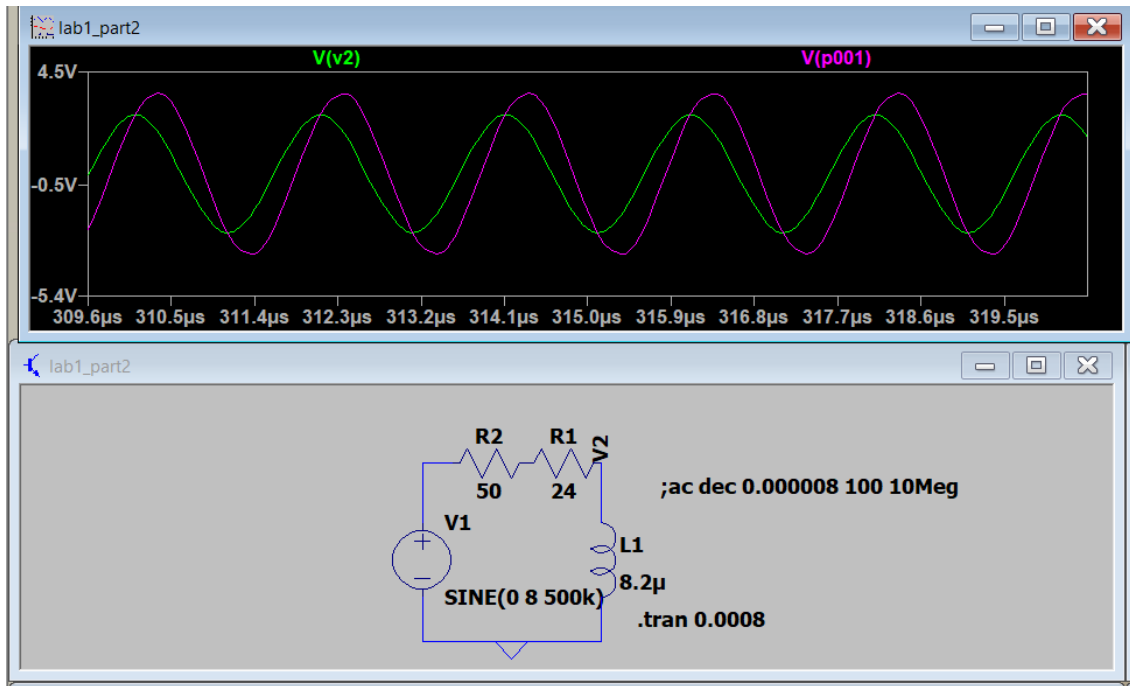 lab1_part2
V(v2) V(p001)
4.5V
-0.5V
-5.4V
309.6µs 310.5µs 311.4µs 312.3µs 313.2µs 314.1µs 315.0µs 315.9µs 316.8µs 317.7µs 318.6µs 319.5µs
lab1_part2
R2 R1 V2
50 24 ;ac dec 0.000008 100 10Meg
V1
L1
8.2µ
SINE(0 8 500k)
.tran 0.0008